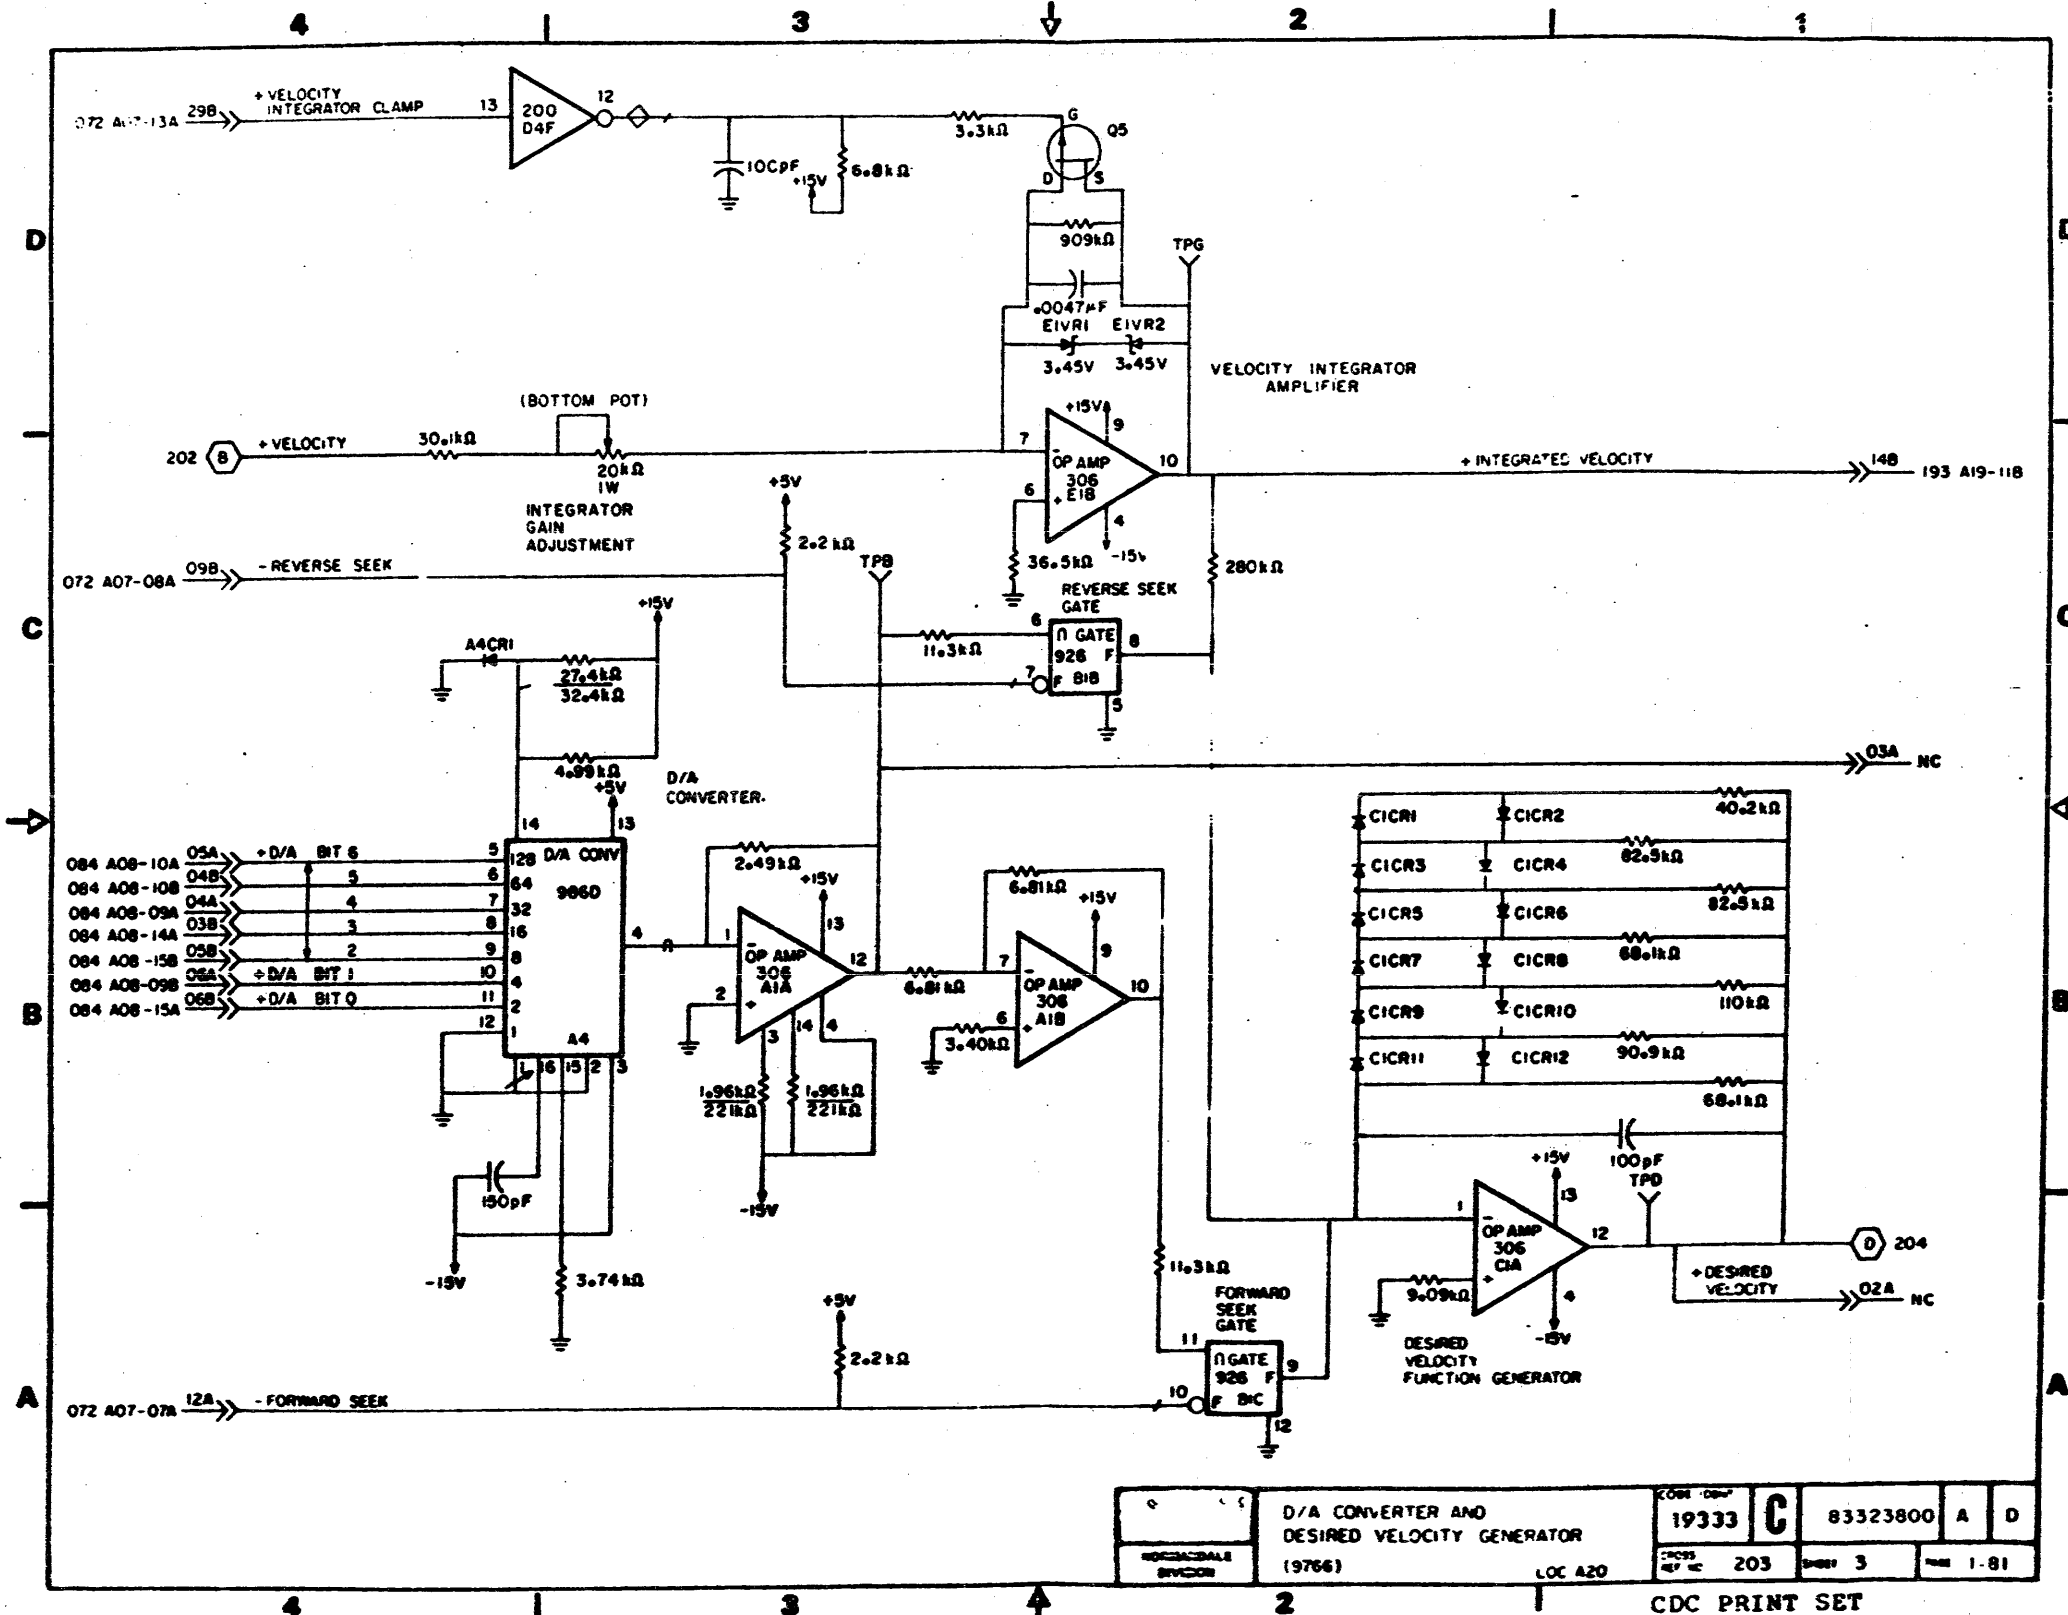 4 3 2 1
+ VELOCITY
INTEGRATOR CLAMP
29B
13
200
D4F
12
3.3kΩ
G
Q5
D S
100pF
+15V
6.8kΩ
D
909kΩ
TPG
.0047µF
E1VR1 E1VR2
3.45V 3.45V
VELOCITY INTEGRATOR
AMPLIFIER
(BOTTOM POT)
202 B + VELOCITY
30.1kΩ
20kΩ
1W
INTEGRATOR
GAIN
ADJUSTMENT
+15V
9
7
OP AMP
306
E1B
10
6
+
4
-15V
36.5kΩ
+ INTEGRATED VELOCITY
14B
193 A19-11B
+5V
2.2kΩ
TPB
072 A07-08A 09B - REVERSE SEEK
280kΩ
REVERSE SEEK
GATE
C
+15V
A4CR1
27.4kΩ
32.4kΩ
11.3kΩ
6
∩ GATE
926 F
B1B
8
7
F
5
4.99kΩ
+5V
D/A
CONVERTER.
03A NC
14 13
084 A08-10A 05A + D/A BIT 6 5 128
084 A08-10B 04B 5 6 64
084 A08-09A 04A 4 7 32
084 A08-14A 03B 3 8 16
084 A08-15B 05B 2 9 8
084 A08-09B 06A + D/A BIT 1 10 4
084 A08-15A 06B + D/A BIT 0 11 2
12 1
D/A CONV
986D
A4
4
1 16 15 2 3
150pF
-15V
3.74kΩ
2.49kΩ
+15V
13
1
OP AMP
306
A1A
12
2
+
3 14 4
1.96kΩ
221kΩ
1.96kΩ
221kΩ
-15V
6.81kΩ
6.81kΩ
+15V
9
7
OP AMP
306
A1B
10
6
+
3.40kΩ
B
C1CR1 C1CR2 40.2kΩ
82.5kΩ
C1CR3 C1CR4
82.5kΩ
C1CR5 C1CR6
68.1kΩ
C1CR7 C1CR8
110kΩ
C1CR9 C1CR10
90.9kΩ
C1CR11 C1CR12
68.1kΩ
100pF
TPD
+15V
13
1
OP AMP
306
C1A
12
+
4
-15V
9.09kΩ
D 204
+ DESIRED
VELOCITY
02A NC
DESIRED
VELOCITY
FUNCTION GENERATOR
11.3kΩ
FORWARD
SEEK
GATE
11
∩ GATE
926 F
B1C
9
10
F
12
+5V
2.2kΩ
A
072 A07-07A 12A - FORWARD SEEK
D/A CONVERTER AND
DESIRED VELOCITY GENERATOR
(9766) LOC A20
NORMANDALE
DIVISION
CODE IDENT
19333 C 83323800 A D
CROSS
REF NO 203 SHEET 3 1-81
4 3 2
CDC PRINT SET